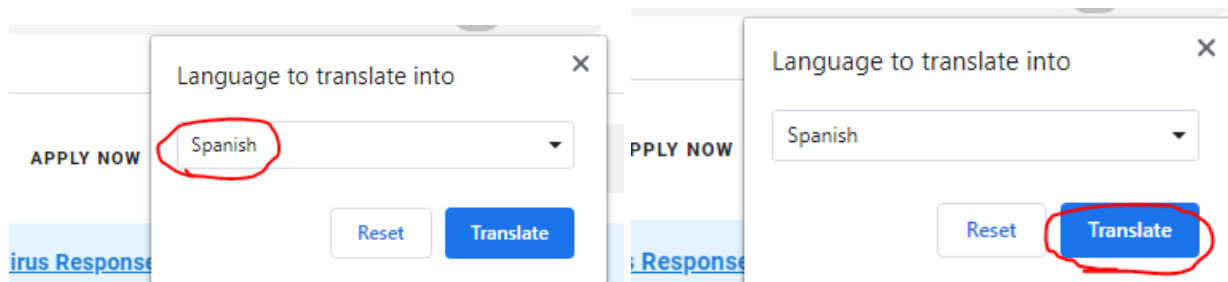 Language to translate into
Spanish
APPLY NOW
Reset Translate
irus Response
Language to translate into
Spanish
PPLY NOW
Reset Translate
s Response